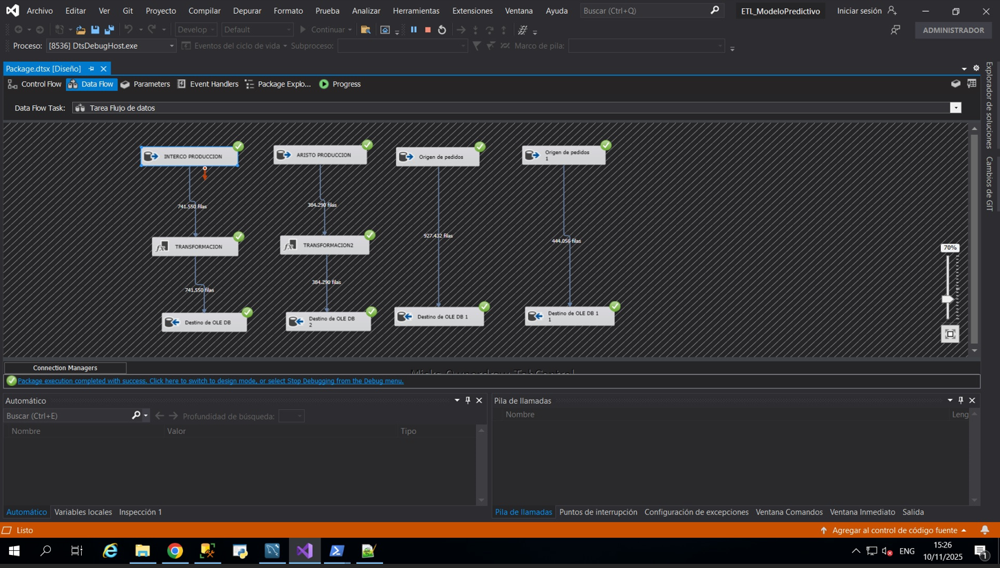 Archivo Editar Ver Git Proyecto Compilar Depurar Formato Prueba Analizar Herramientas Extensiones Ventana Ayuda Buscar (Ctrl+Q) ETL_ModeloPredictivo Iniciar sesión
Develop Default Continuar ADMINISTRADOR
Proceso: [8536] DtsDebugHost.exe Eventos del ciclo de vida Subproceso: Marco de pila:
Package.dtsx [Diseño]
Control Flow Data Flow Parameters Event Handlers Package Explo... Progress
Data Flow Task: Tarea Flujo de datos
Explorador de soluciones
Cambios de GIT
INTERCO PRODUCCION
ARISTO PRODUCCION
Origen de pedidos
Origen de pedidos
1
741.550 filas
384.290 filas
927.432 filas
444.056 filas
TRANSFORMACION
TRANSFORMACION2
70%
741.550 filas
384.290 filas
Destino de OLE DB
Destino de OLE DB
2
Destino de OLE DB 1
Destino de OLE DB 1
1
Connection Managers
Package execution completed with success. Click here to switch to design mode, or select Stop Debugging from the Debug menu.
Automático
Buscar (Ctrl+E) Profundidad de búsqueda:
Nombre Valor Tipo
Automático Variables locales Inspección 1
Pila de llamadas
Nombre Leng
Pila de llamadas Puntos de interrupción Configuración de excepciones Ventana Comandos Ventana Inmediato Salida
Listo Agregar al control de código fuente
ENG
15:26
10/11/2025
1